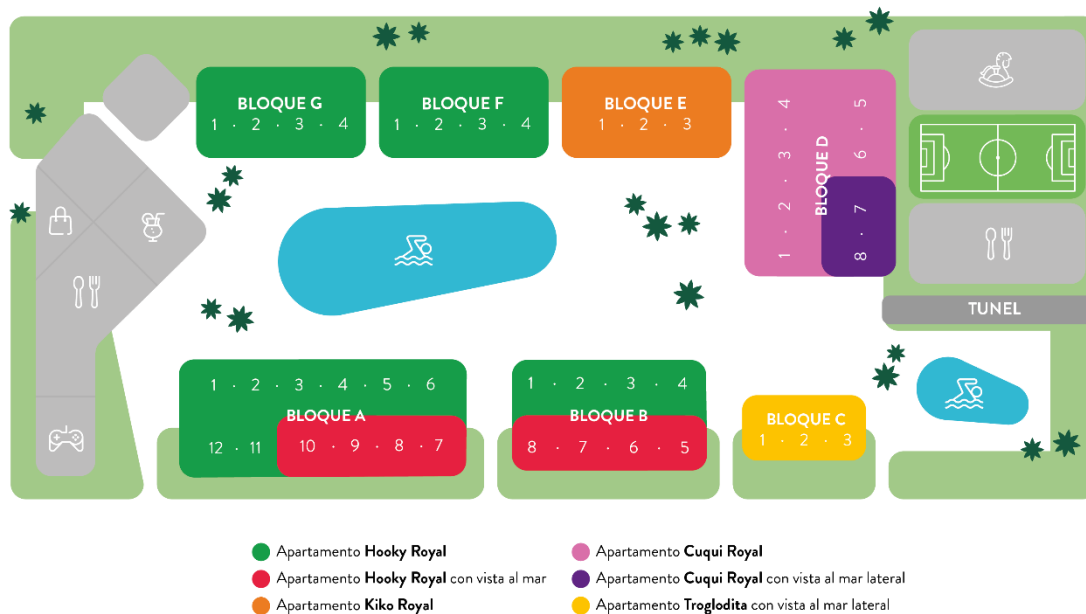 BLOQUE G
1 · 2 · 3 · 4
BLOQUE F
1 · 2 · 3 · 4
BLOQUE E
1 · 2 · 3
1 · 2 · 3 · 4
BLOQUE D
8 · 7 · 6 · 5
TUNEL
1 · 2 · 3 · 4 · 5 · 6
BLOQUE A
12 · 11 · 10 · 9 · 8 · 7
1 · 2 · 3 · 4
BLOQUE B
8 · 7 · 6 · 5
BLOQUE C
1 · 2 · 3
Apartamento Hooky Royal
Apartamento Hooky Royal con vista al mar
Apartamento Kiko Royal
Apartamento Cuqui Royal
Apartamento Cuqui Royal con vista al mar lateral
Apartamento Troglodita con vista al mar lateral